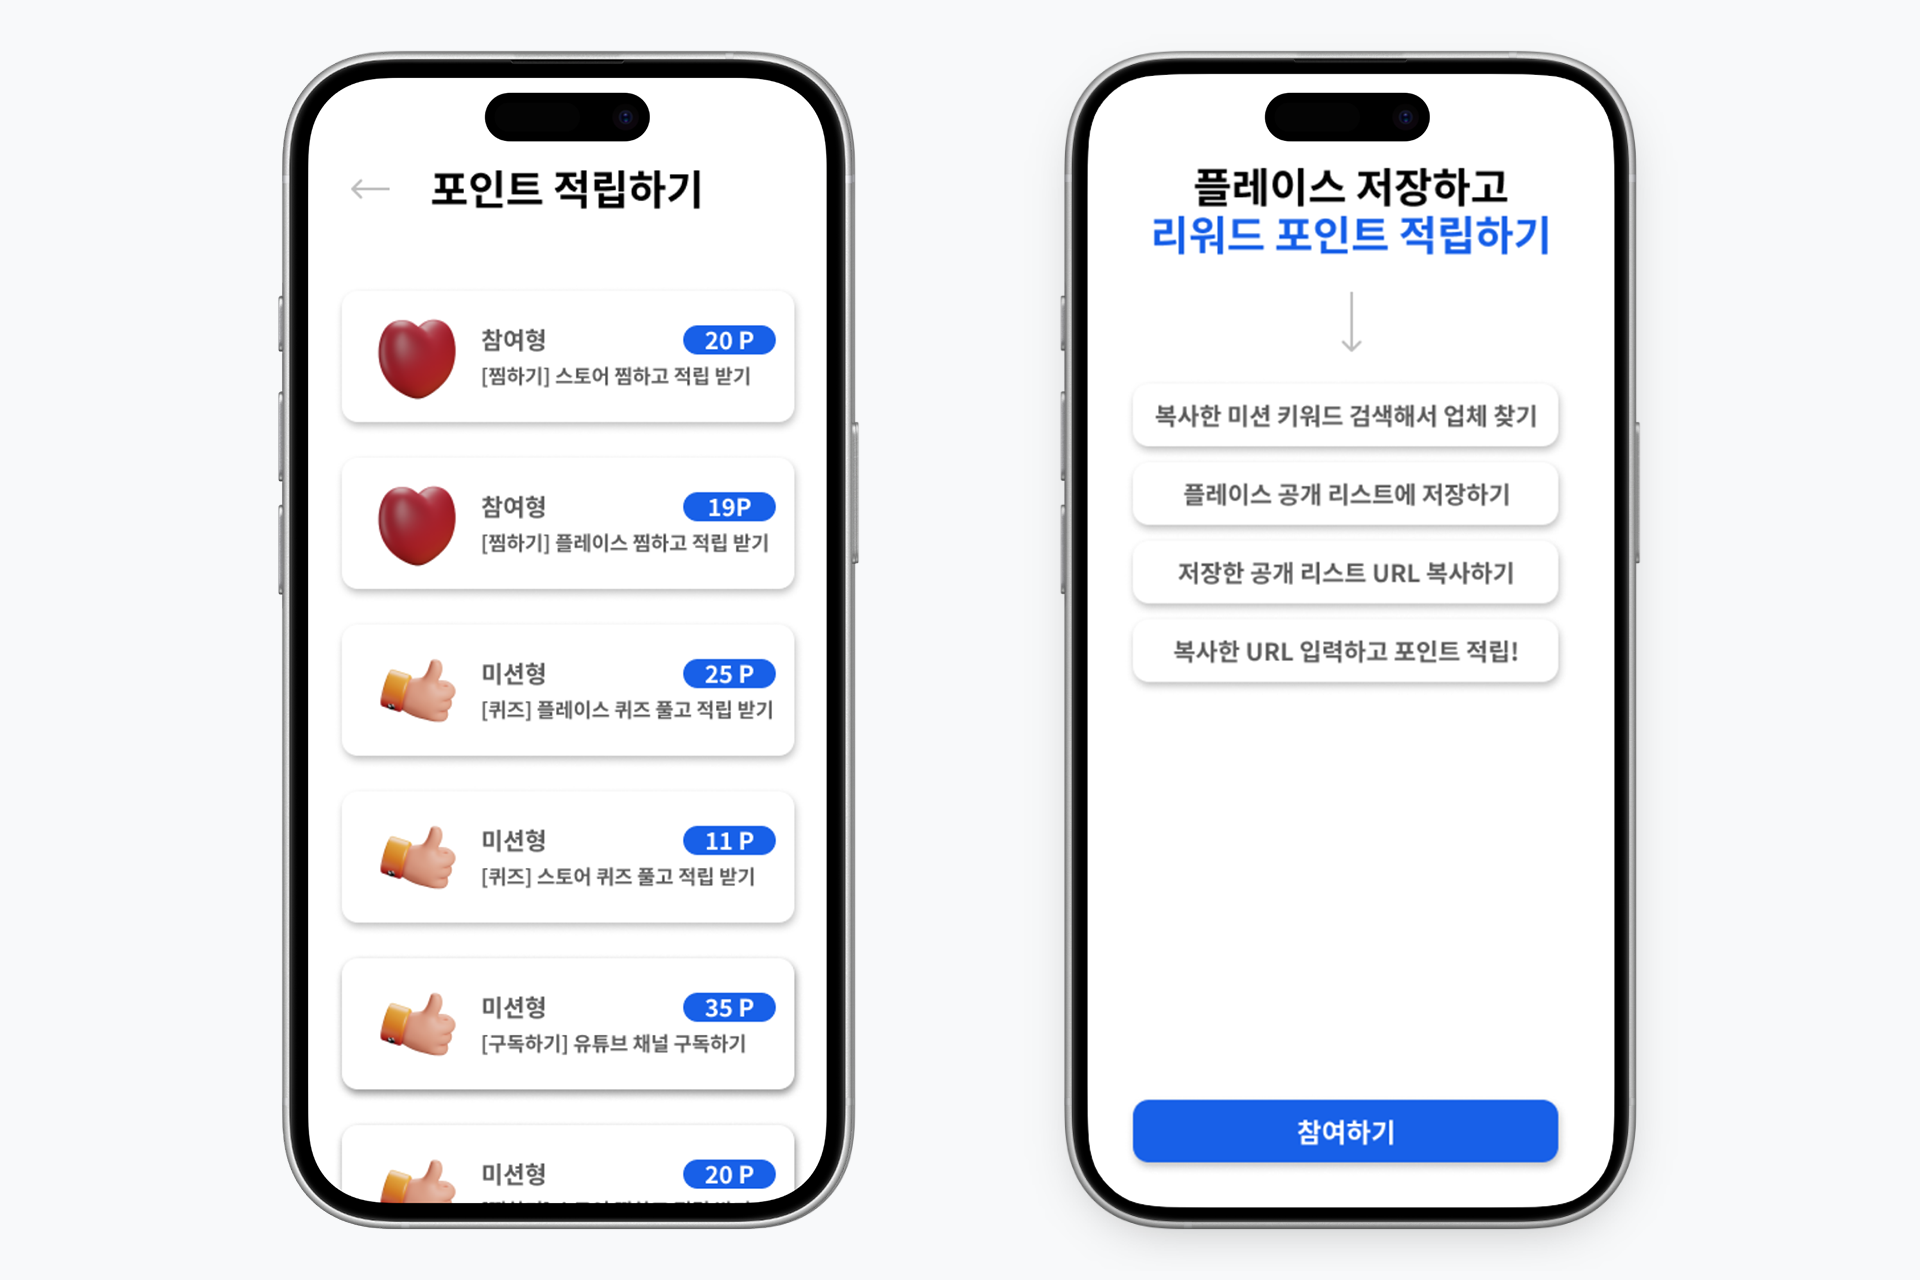 포인트 적립하기
참여형
20 P
[찜하기] 스토어 찜하고 적립 받기
참여형
19P
[찜하기] 플레이스 찜하고 적립 받기
미션형
25 P
[퀴즈] 플레이스 퀴즈 풀고 적립 받기
미션형
11 P
[퀴즈] 스토어 퀴즈 풀고 적립 받기
미션형
35 P
[구독하기] 유튜브 채널 구독하기
미션형
20 P
플레이스 저장하고
리워드 포인트 적립하기
복사한 미션 키워드 검색해서 업체 찾기
플레이스 공개 리스트에 저장하기
저장한 공개 리스트 URL 복사하기
복사한 URL 입력하고 포인트 적립!
참여하기